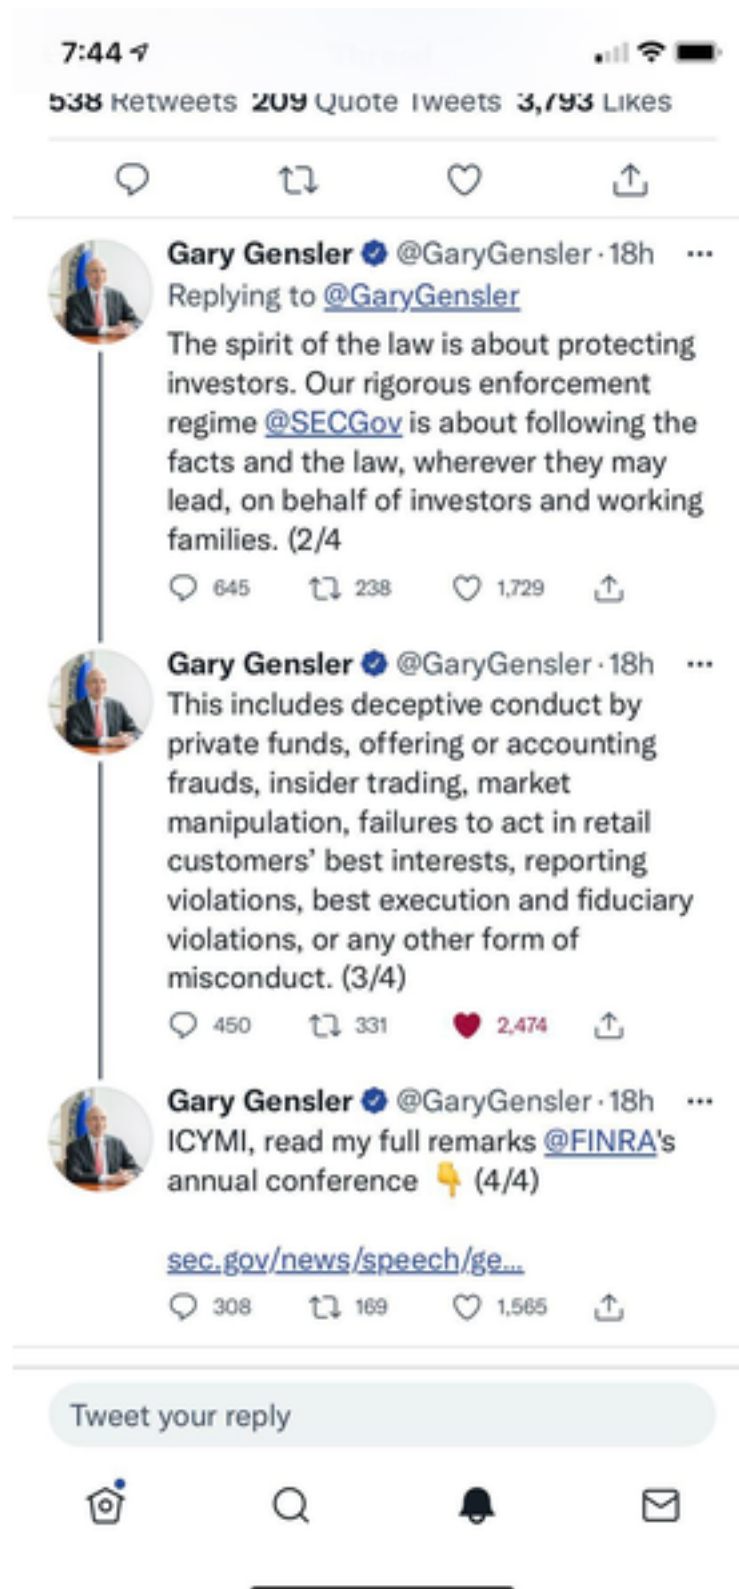 7:44
538 Retweets 209 Quote Tweets 3,793 Likes
Gary Gensler @GaryGensler · 18h
Replying to @GaryGensler
The spirit of the law is about protecting
investors. Our rigorous enforcement
regime @SECGov is about following the
facts and the law, wherever they may
lead, on behalf of investors and working
families. (2/4
645 238 1,729
Gary Gensler @GaryGensler · 18h
This includes deceptive conduct by
private funds, offering or accounting
frauds, insider trading, market
manipulation, failures to act in retail
customers’ best interests, reporting
violations, best execution and fiduciary
violations, or any other form of
misconduct. (3/4)
450 331 2,474
Gary Gensler @GaryGensler · 18h
ICYMI, read my full remarks @FINRA's
annual conference 👇 (4/4)
sec.gov/news/speech/ge...
308 169 1,565
Tweet your reply